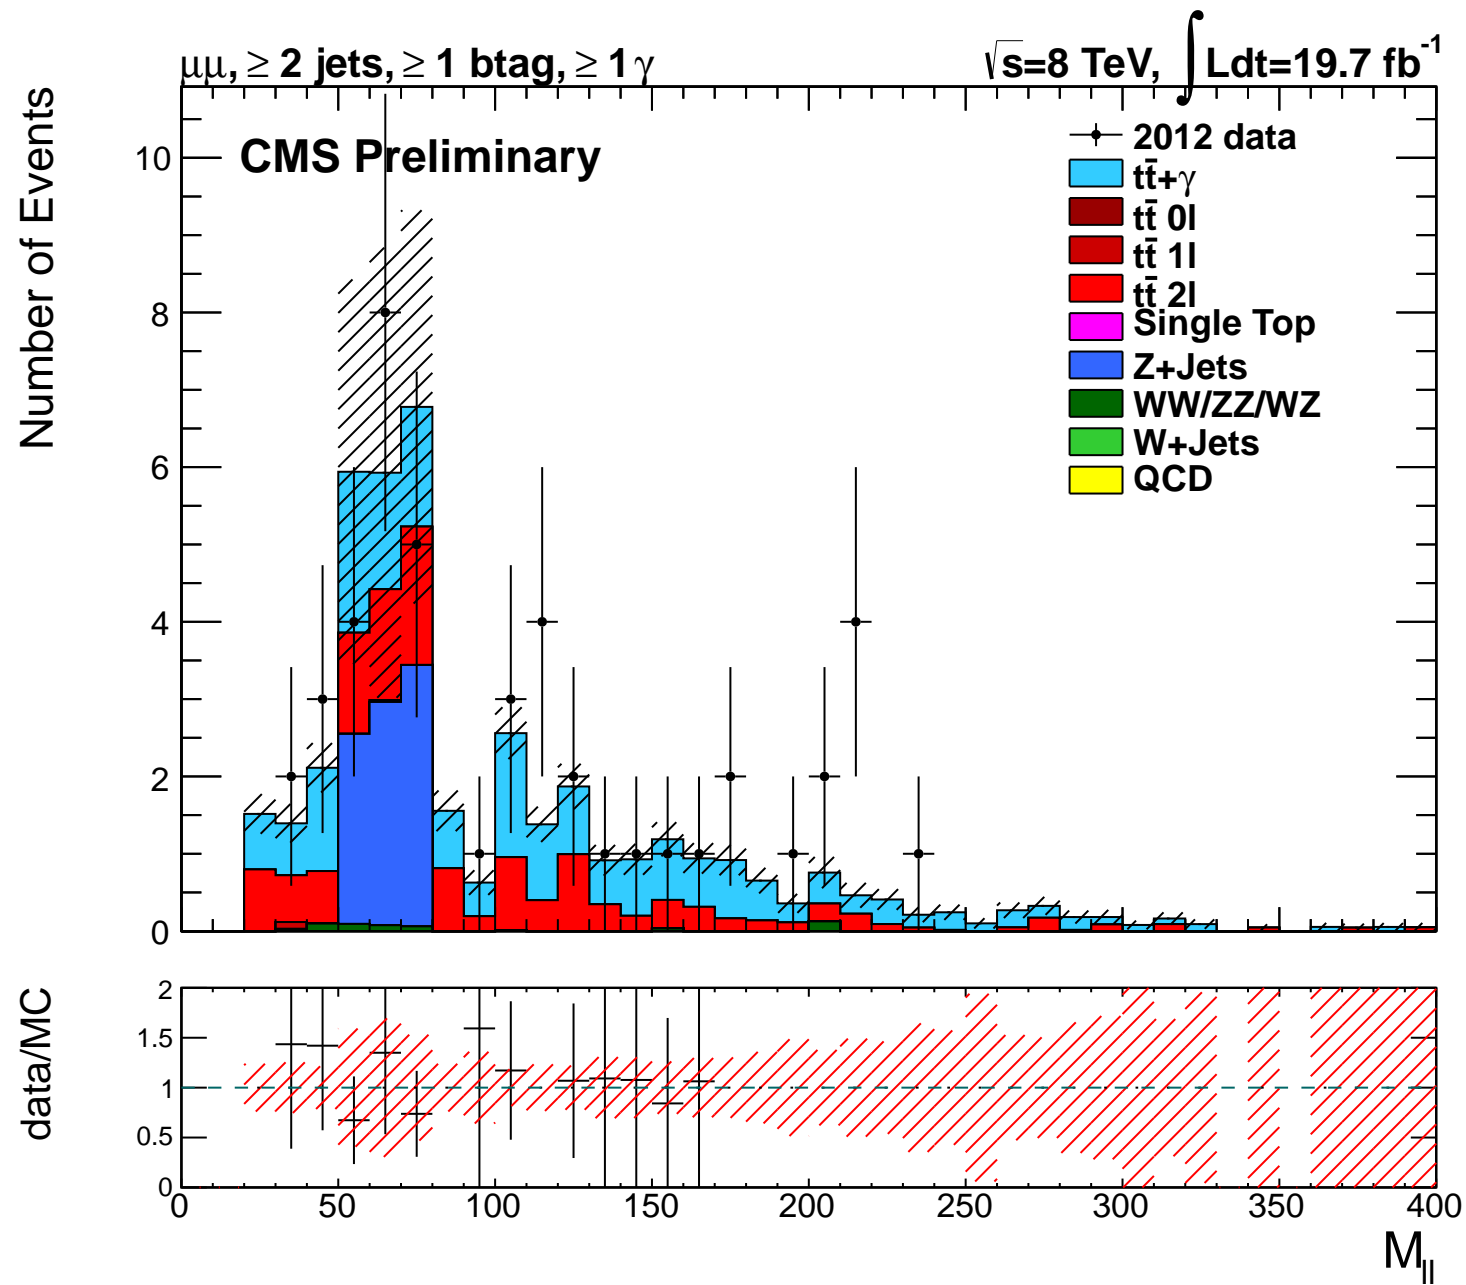 μμ, ≥ 2 jets, ≥ 1 btag, ≥ 1 γ
√s=8 TeV, ∫Ldt=19.7 fb⁻¹
CMS Preliminary
2012 data
tt̄+γ
tt̄ 0l
tt̄ 1l
tt̄ 2l
Single Top
Z+Jets
WW/ZZ/WZ
W+Jets
QCD
Number of Events
10
8
6
4
2
0
data/MC
2
1.5
1
0.5
0
0 50 100 150 200 250 300 350 400
M_ll